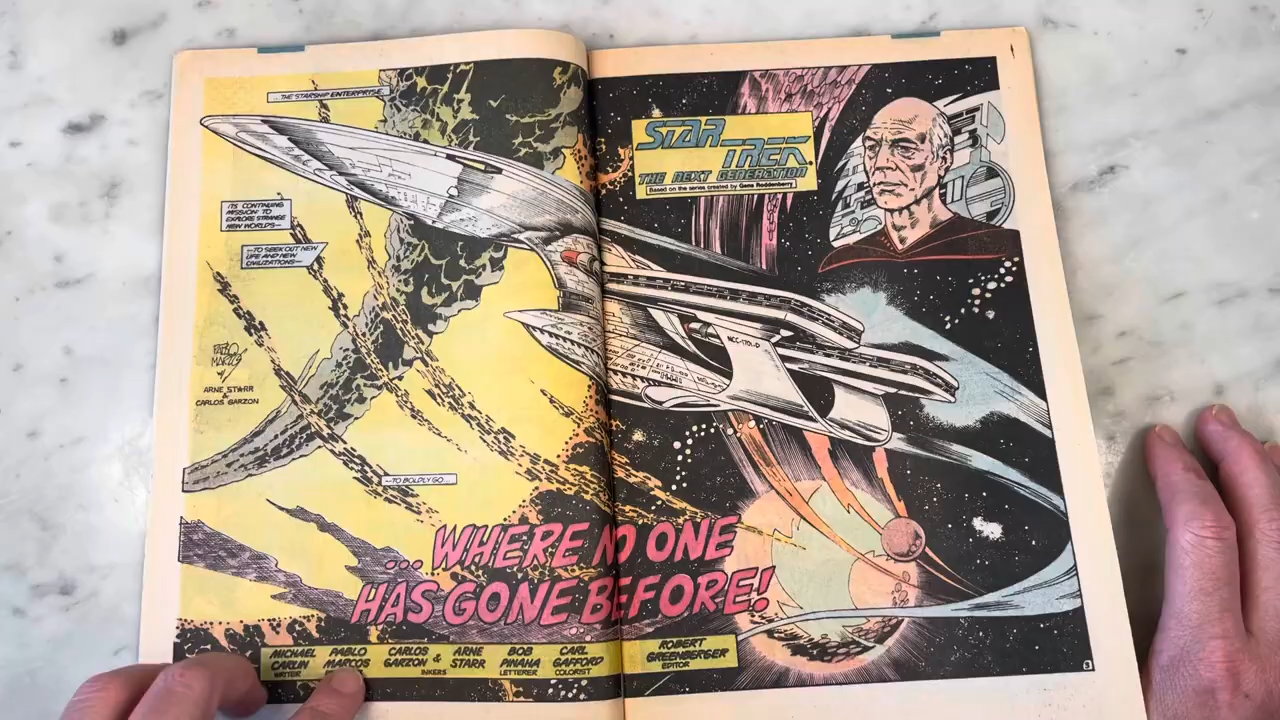 ...THE STARSHIP ENTERPRISE.
ITS CONTINUING
MISSION: TO
EXPLORE STRANGE
NEW WORLDS—
—TO SEEK OUT NEW
LIFE AND NEW
CIVILIZATIONS—
PABLO
MARCOS
ARNE STARR
&
CARLOS GARZON
—TO BOLDLY GO...
STAR
TREK
THE NEXT GENERATION
Based on the series created by Gene Roddenberry
NCC-1701-D
...WHERE NO ONE
HAS GONE BEFORE!
MICHAEL
CARLIN
WRITER
PABLO
MARCOS
CARLOS
GARZON
&
ARNE
STARR
INKERS
BOB
PINAHA
LETTERER
CARL
GAFFORD
COLORIST
ROBERT
GREENBERGER
EDITOR
3